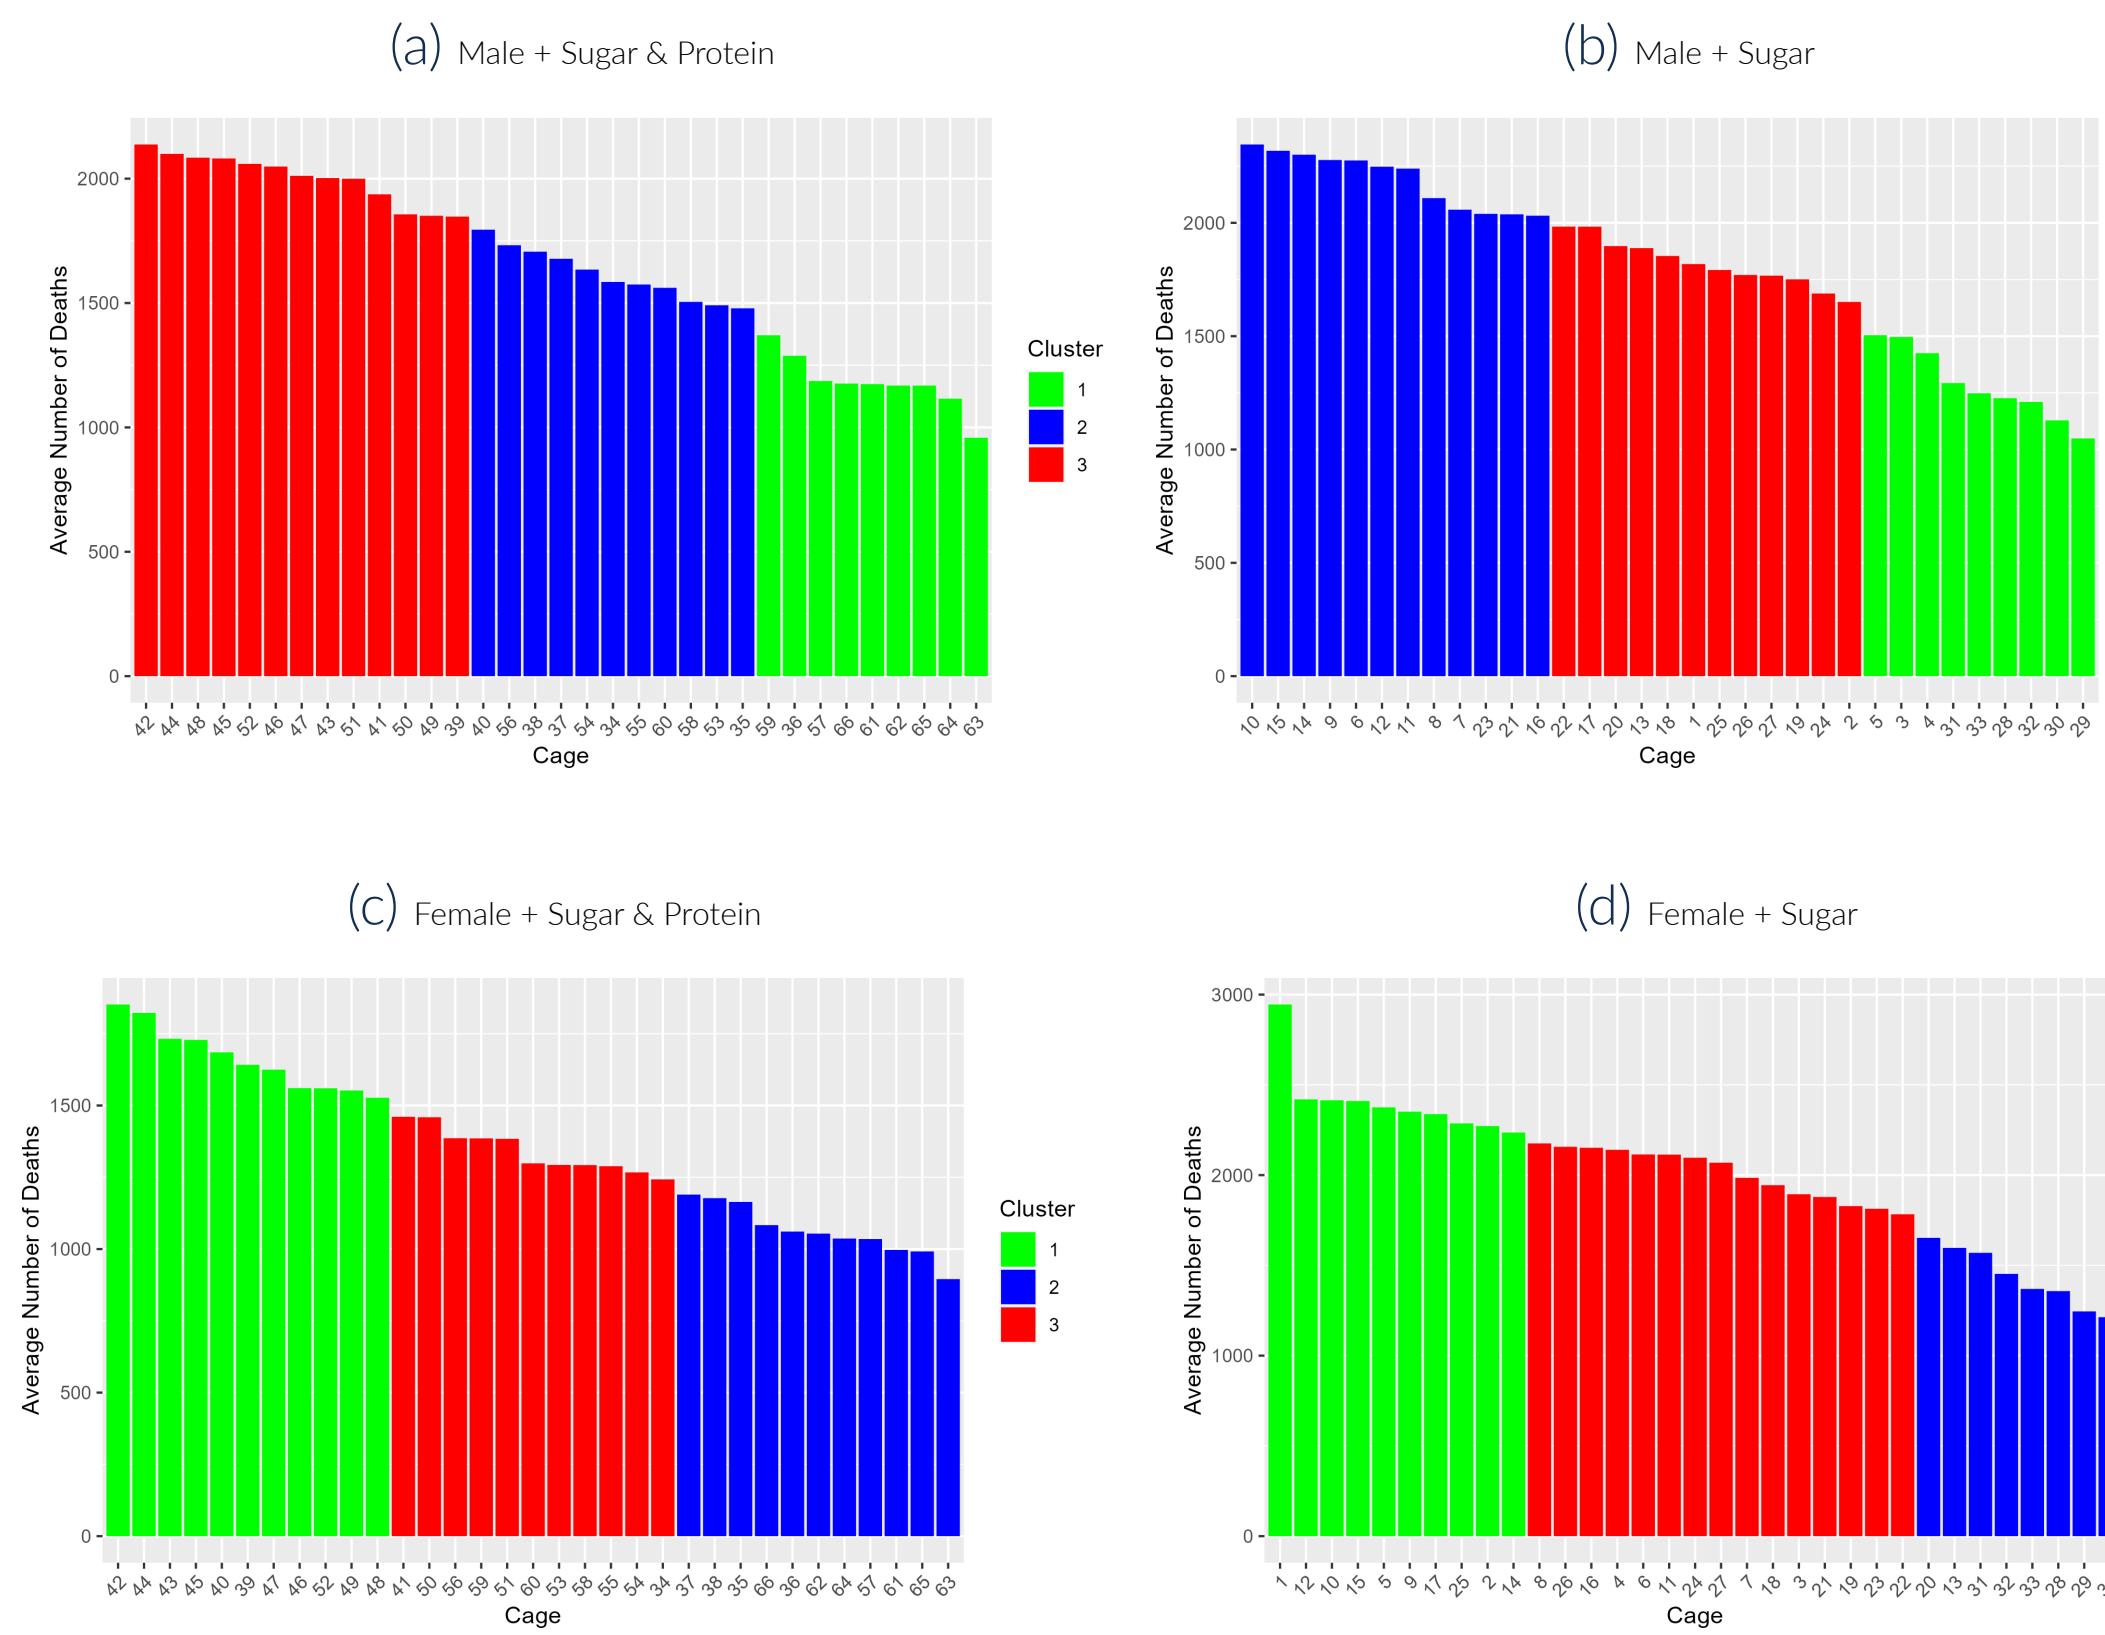 (a) Male + Sugar & Protein
Average Number of Deaths
2000
1500
1000
500
0
42 44 48 45 52 46 47 43 51 41 50 49 39 40 56 38 37 54 34 55 60 58 53 35 59 36 57 66 61 62 65 64 63
Cage
Cluster
1
2
3
(b) Male + Sugar
Average Number of Deaths
2000
1500
1000
500
0
10 15 14 9 6 12 11 8 7 23 21 16 22 17 20 13 18 1 25 26 27 19 24 2 5 3 4 31 33 28 32 30 29
Cage
(c) Female + Sugar & Protein
Average Number of Deaths
1500
1000
500
0
42 44 43 45 40 39 47 46 52 49 48 41 50 56 59 51 60 53 58 55 54 34 37 38 35 66 36 62 64 57 61 65 63
Cage
Cluster
1
2
3
(d) Female + Sugar
Average Number of Deaths
3000
2000
1000
0
1 12 10 15 5 9 17 25 2 14 8 26 16 4 6 11 24 27 7 18 3 21 19 23 22 20 13 31 32 33 28 29
Cage